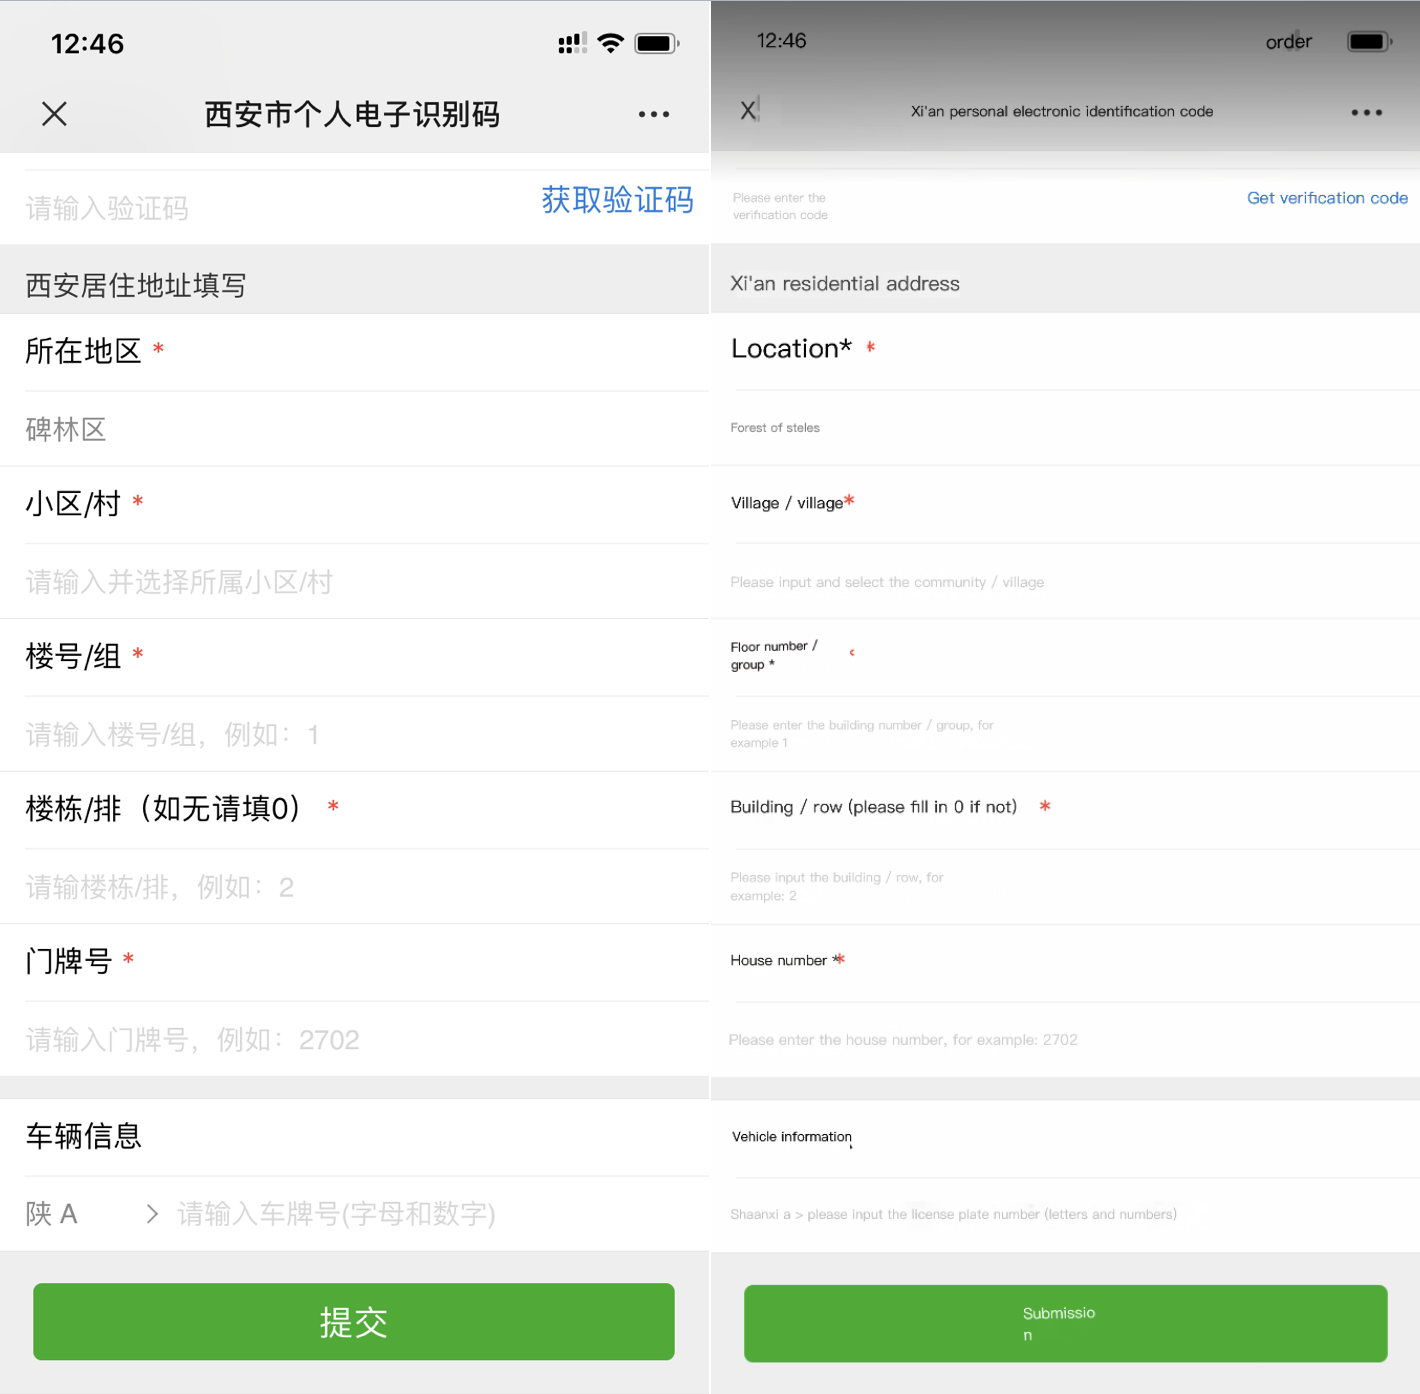 12:46
西安市个人电子识别码
请输入验证码
获取验证码
西安居住地址填写
所在地区 *
碑林区
小区/村 *
请输入并选择所属小区/村
楼号/组 *
请输入楼号/组，例如：1
楼栋/排（如无请填0） *
请输楼栋/排，例如：2
门牌号 *
请输入门牌号，例如：2702
车辆信息
陕 A > 请输入车牌号(字母和数字)
提交
12:46
order
X
Xi'an personal electronic identification code
Please enter the
verification code
Get verification code
Xi'an residential address
Location* *
Forest of steles
Village / village*
Please input and select the community / village
Floor number /
group *
Please enter the building number / group, for
example 1
Building / row (please fill in 0 if not) *
Please input the building / row, for
example: 2
House number **
Please enter the house number, for example: 2702
Vehicle information
Shaanxi a > please input the license plate number (letters and numbers)
Submissio
n